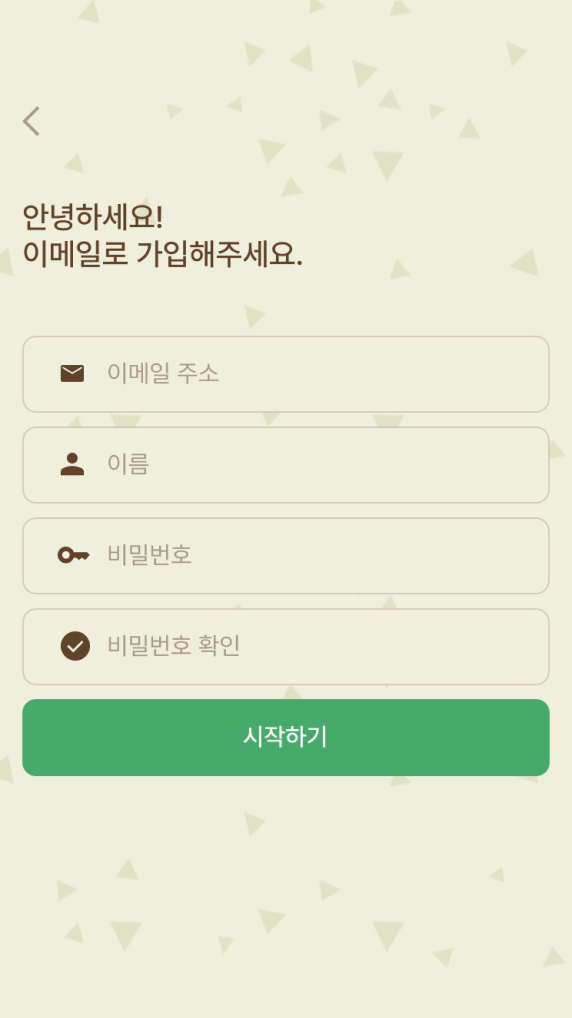 안녕하세요!
이메일로 가입해주세요.
이메일 주소
이름
비밀번호
비밀번호 확인
시작하기